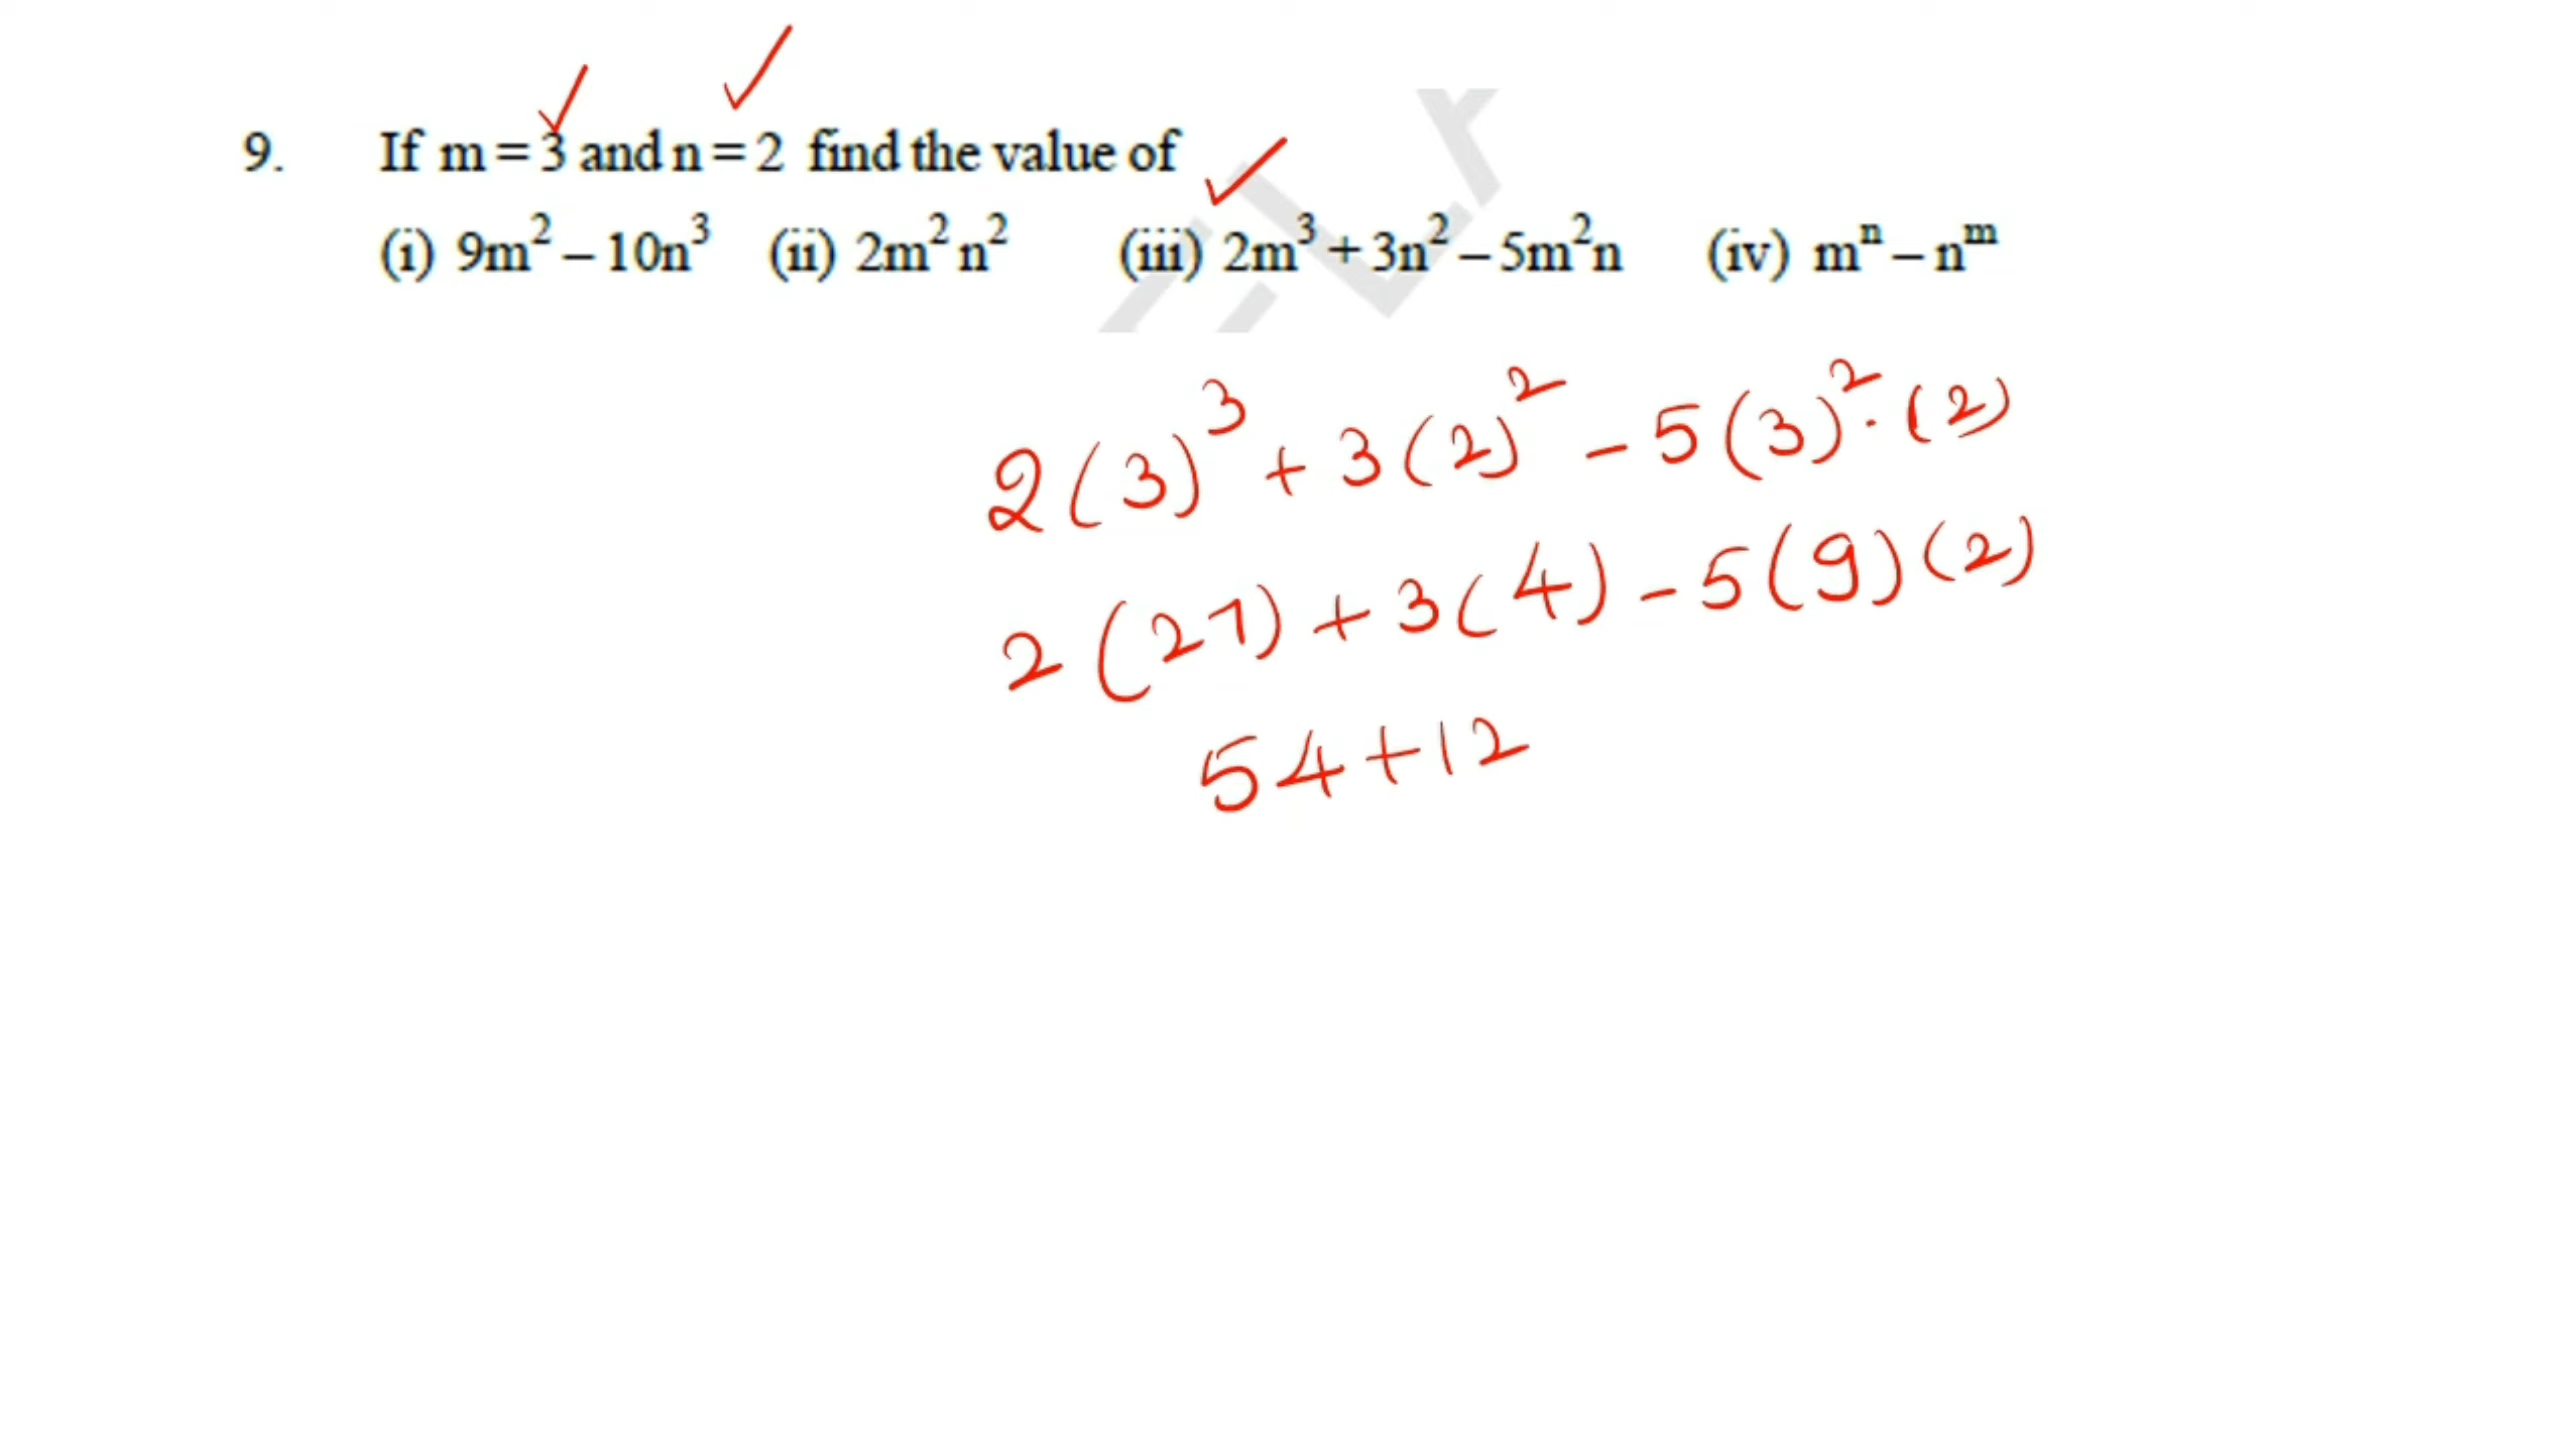 9. If m = 3 and n = 2 find the value of
(i) 9m² – 10n³ (ii) 2m² n² (iii) 2m³ + 3n² – 5m²n (iv) mⁿ – nᵐ
2(3)³ + 3(2)² - 5(3)² · (2)
2(27) + 3(4) - 5(9)(2)
54+12